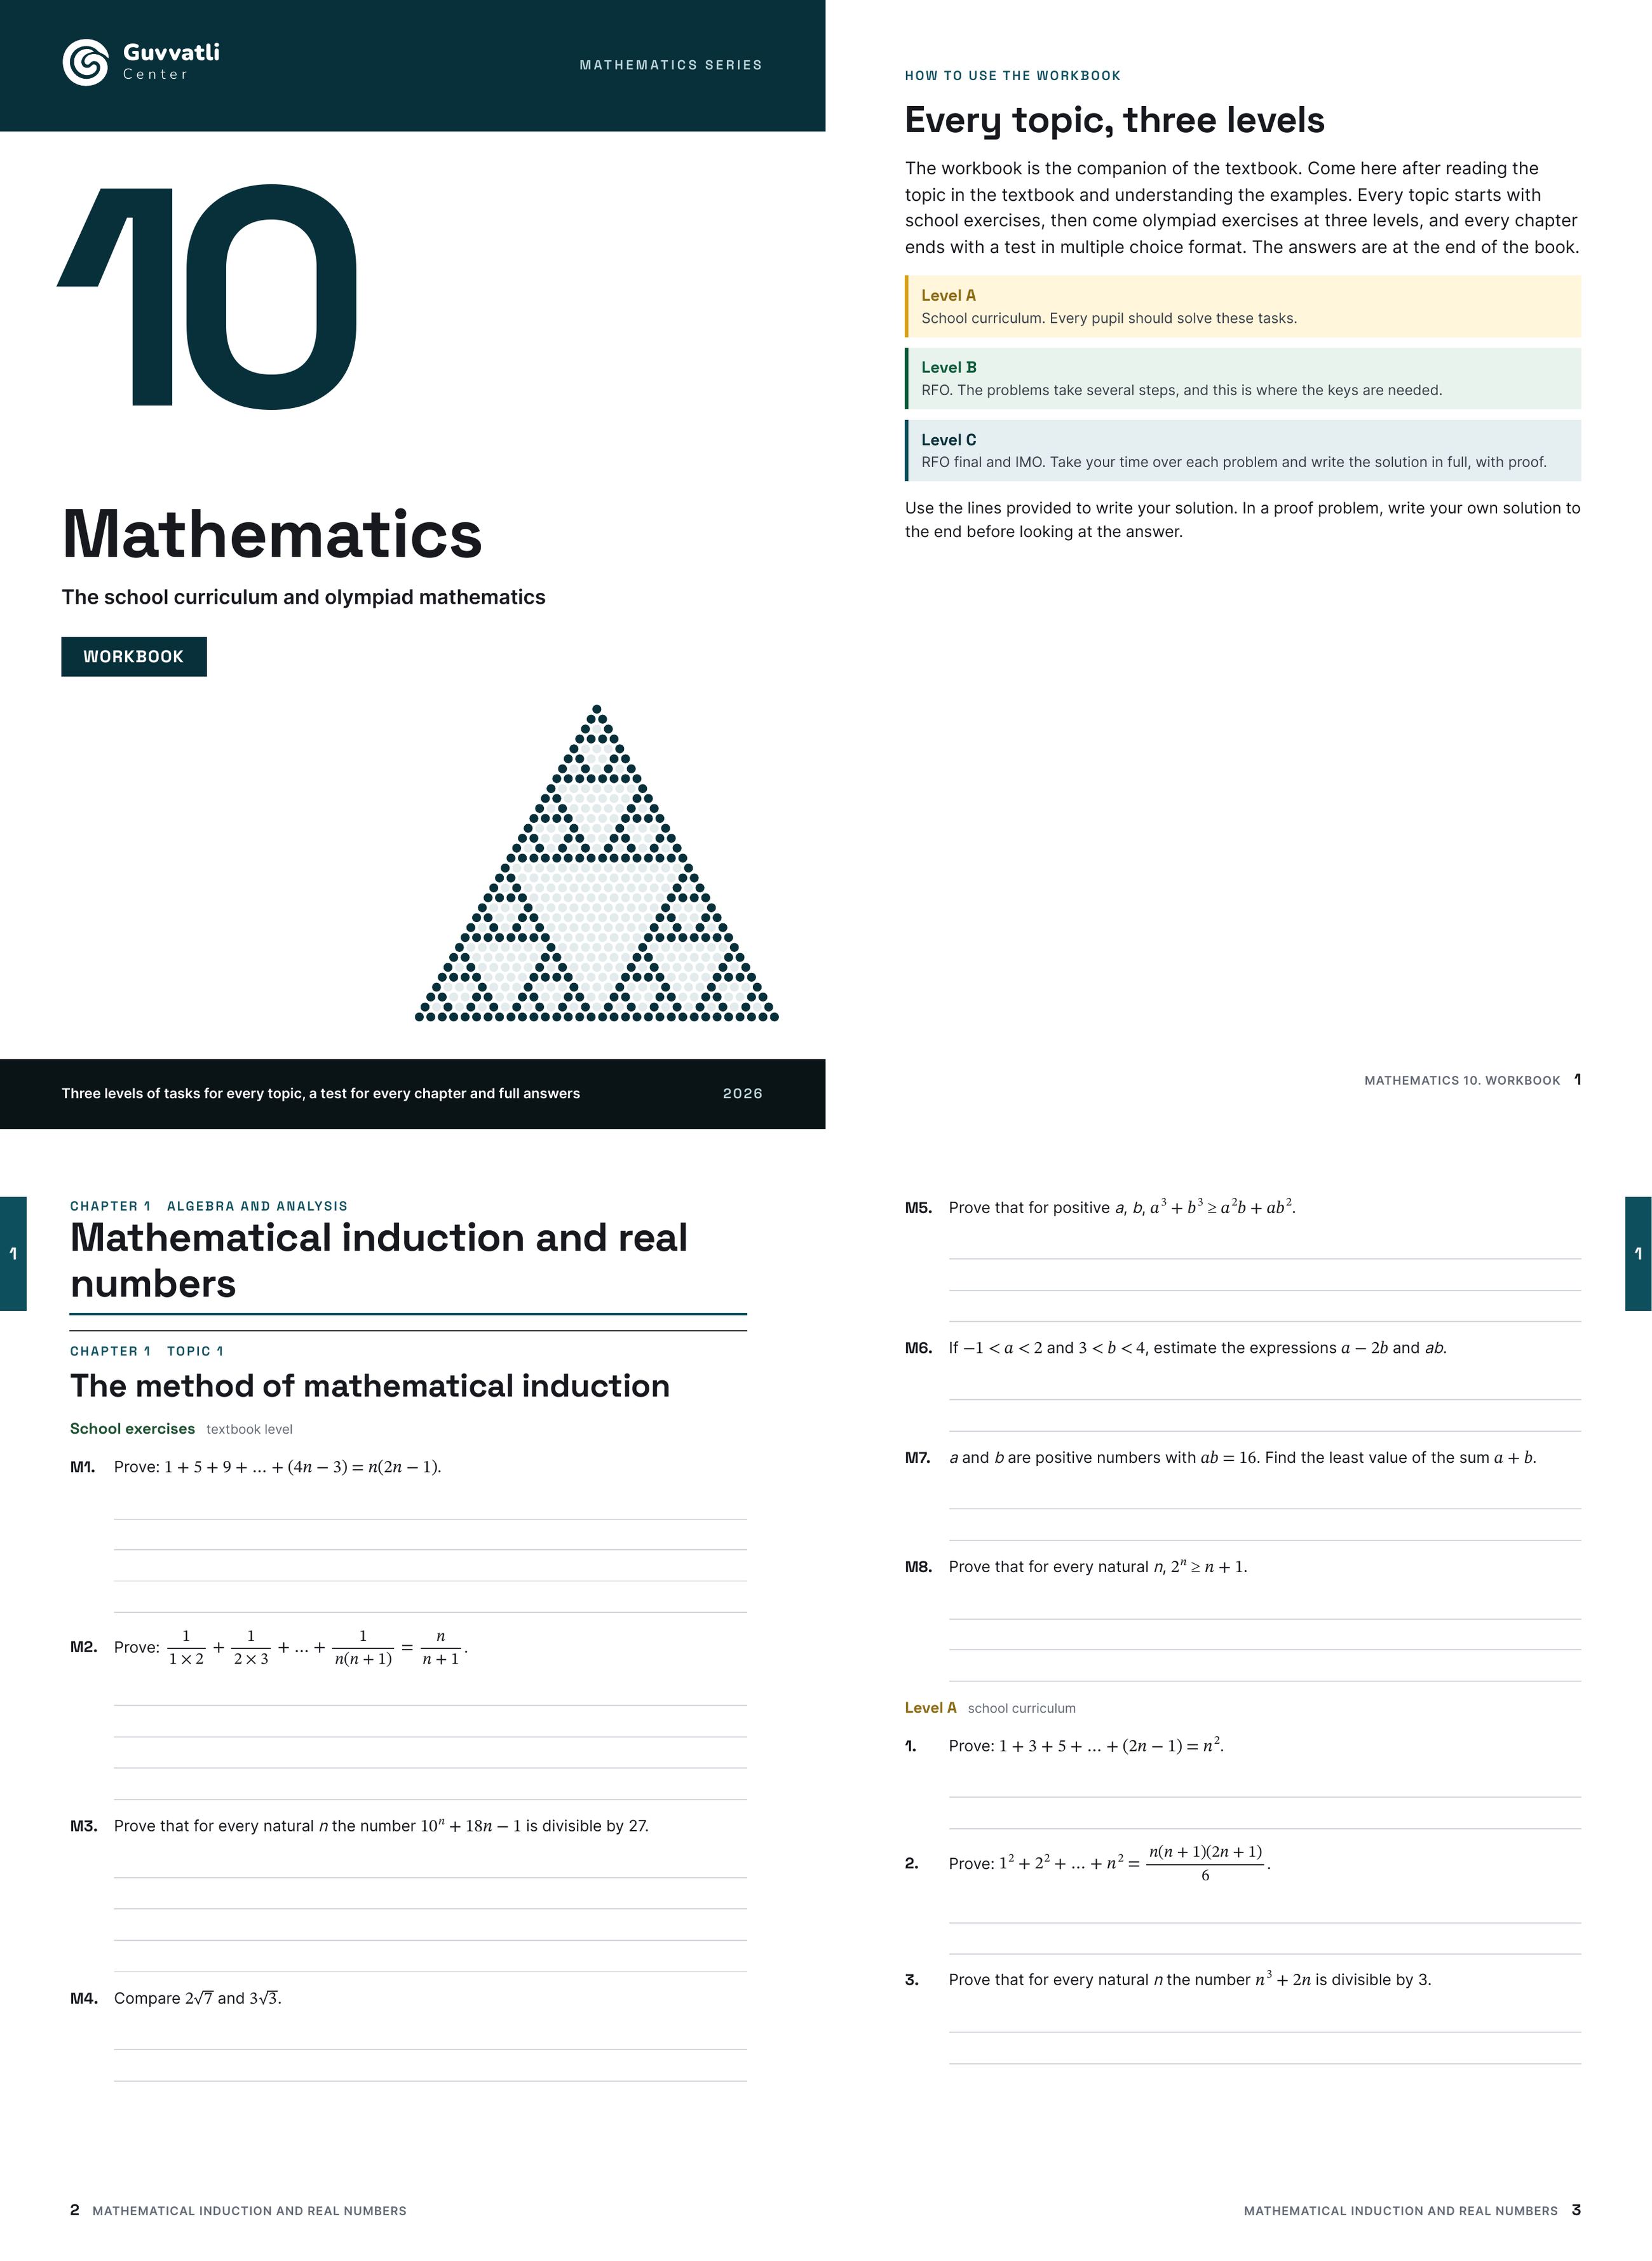 Guvvatli
Center
MATHEMATICS SERIES
10
Mathematics
The school curriculum and olympiad mathematics
WORKBOOK
Three levels of tasks for every topic, a test for every chapter and full answers
2026
HOW TO USE THE WORKBOOK
Every topic, three levels
The workbook is the companion of the textbook. Come here after reading the
topic in the textbook and understanding the examples. Every topic starts with
school exercises, then come olympiad exercises at three levels, and every chapter
ends with a test in multiple choice format. The answers are at the end of the book.
Level A
School curriculum. Every pupil should solve these tasks.
Level B
RFO. The problems take several steps, and this is where the keys are needed.
Level C
RFO final and IMO. Take your time over each problem and write the solution in full, with proof.
Use the lines provided to write your solution. In a proof problem, write your own solution to
the end before looking at the answer.
MATHEMATICS 10. WORKBOOK 1
1
CHAPTER 1 ALGEBRA AND ANALYSIS
Mathematical induction and real
numbers
CHAPTER 1 TOPIC 1
The method of mathematical induction
School exercises textbook level
M1. Prove: 1 + 5 + 9 + … + (4n − 3) = n(2n − 1).
M2. Prove: 1/(1 × 2) + 1/(2 × 3) + … + 1/(n(n + 1)) = n/(n + 1).
M3. Prove that for every natural n the number 10ⁿ + 18n − 1 is divisible by 27.
M4. Compare 2√7 and 3√3.
2 MATHEMATICAL INDUCTION AND REAL NUMBERS
1
M5. Prove that for positive a, b, a³ + b³ ≥ a²b + ab².
M6. If −1 < a < 2 and 3 < b < 4, estimate the expressions a − 2b and ab.
M7. a and b are positive numbers with ab = 16. Find the least value of the sum a + b.
M8. Prove that for every natural n, 2ⁿ ≥ n + 1.
Level A school curriculum
1. Prove: 1 + 3 + 5 + … + (2n − 1) = n².
2. Prove: 1² + 2² + … + n² = n(n + 1)(2n + 1)/6.
3. Prove that for every natural n the number n³ + 2n is divisible by 3.
MATHEMATICAL INDUCTION AND REAL NUMBERS 3